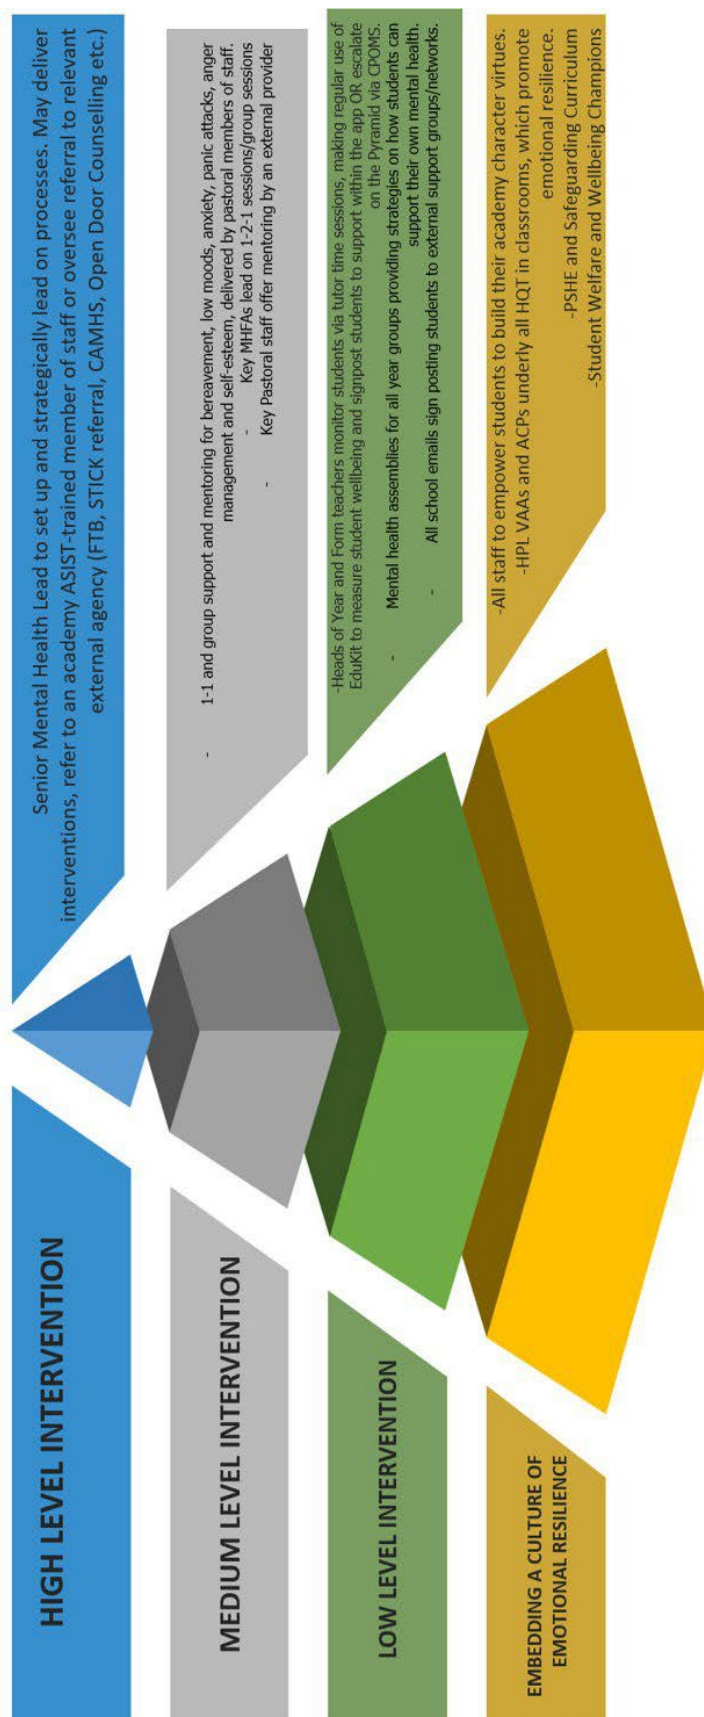 HIGH LEVEL INTERVENTION
Senior Mental Health Lead to set up and strategically lead on processes. May deliver
interventions, refer to an academy ASIST-trained member of staff or oversee referral to relevant
external agency (FTB, STICK referral, CAMHS, Open Door Counselling etc.)
MEDIUM LEVEL INTERVENTION
- 1-1 and group support and mentoring for bereavement, low moods, anxiety, panic attacks, anger
management and self-esteem, delivered by pastoral members of staff.
- Key MHFAs lead on 1-2-1 sessions/group sessions
- Key Pastoral staff offer mentoring by an external provider
LOW LEVEL INTERVENTION
-Heads of Year and Form teachers monitor students via tutor time sessions, making regular use of
EduKit to measure student wellbeing and signpost students to support within the app OR escalate
on the Pyramid via CPOMS.
- Mental health assemblies for all year groups providing strategies on how students can
support their own mental health.
- All school emails sign posting students to external support groups/networks.
EMBEDDING A CULTURE OF
EMOTIONAL RESILIENCE
-All staff to empower students to build their academy character virtues.
-HPL VAAs and ACPs underly all HQT in classrooms, which promote
emotional resilience.
-PSHE and Safeguarding Curriculum
-Student Welfare and Wellbeing Champions